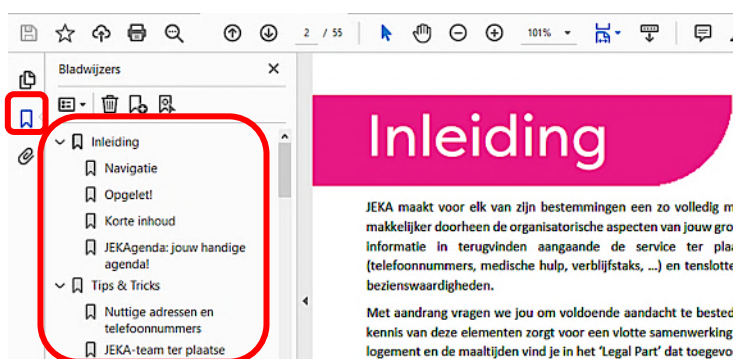 2 / 55
101%
Bladwijzers
Inleiding
Navigatie
Opgelet!
Korte inhoud
JEKAgenda: jouw handige
agenda!
Tips & Tricks
Nuttige adressen en
telefoonnummers
JEKA-team ter plaatse
Inleiding
JEKA maakt voor elk van zijn bestemmingen een zo volledig
makkelijker doorheen de organisatorische aspecten van jouw
informatie in terugvinden aangaande de service ter
(telefoonnummers, medische hulp, verblijfstaks, ...) en tenslotte
bezienswaardigheden.
Met aandrang vragen we jou om voldoende aandacht te
kennis van deze elementen zorgt voor een vlotte samenwerking
logement en de maaltijden vind je in het 'Legal Part' dat